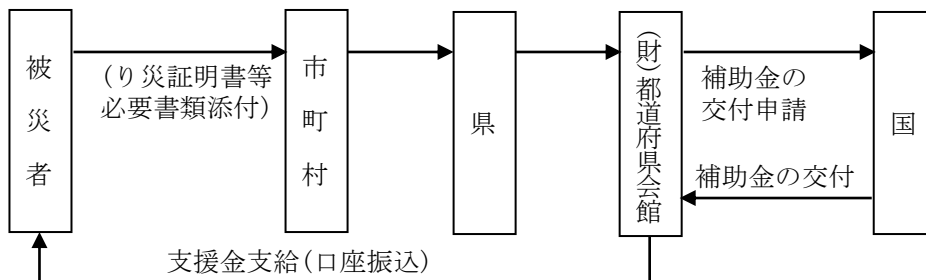 被災者
(り災証明書等
必要書類添付)
市町村
県
(財)都道府県会館
補助金の
交付申請
補助金の交付
国
支援金支給(口座振込)